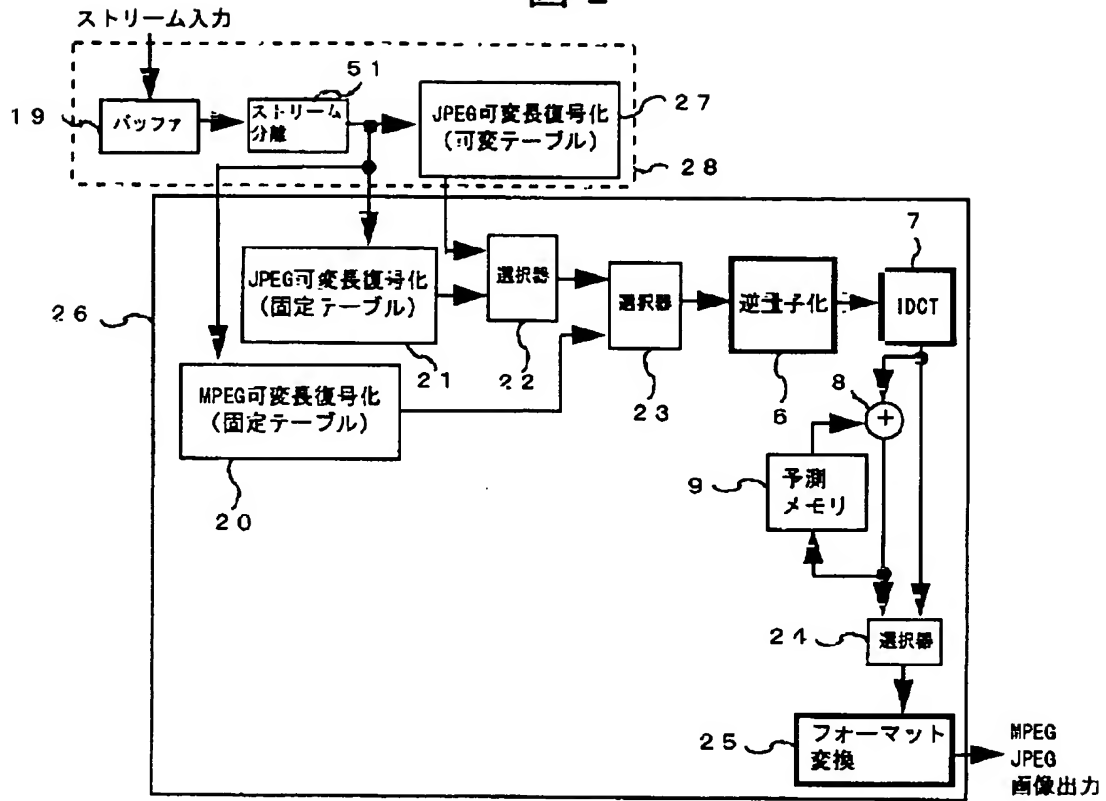 ストリーム入力
51
19
バッファ
ストリーム
分離
JPEG可変長復号化
(可変テーブル)
27
28
7
26
JPEG可変長復号化
(固定テーブル)
選択器
選択器
逆量子化
IDCT
21
22
23
6
8
+
MPEG可変長復号化
(固定テーブル)
20
9
予測
メモリ
24
選択器
25
フォーマット
変換
MPEG
JPEG
画像出力